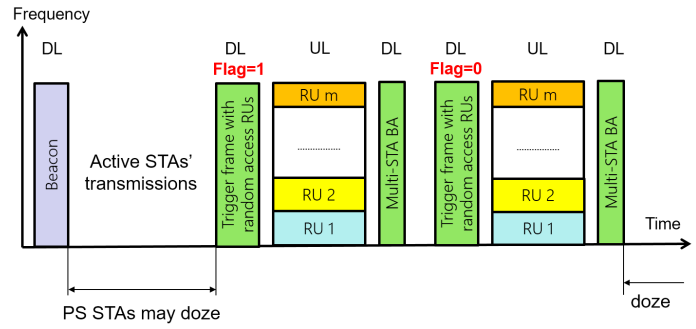 Frequency
DL
DL
UL
DL
DL
UL
DL
Flag=1
Flag=0
Beacon
Active STAs'
transmissions
Trigger frame with
random access RUs
RU m
...................
RU 2
RU 1
Multi-STA BA
Trigger frame with
random access RUs
RU m
...................
RU 2
RU 1
Multi-STA BA
Time
PS STAs may doze
doze